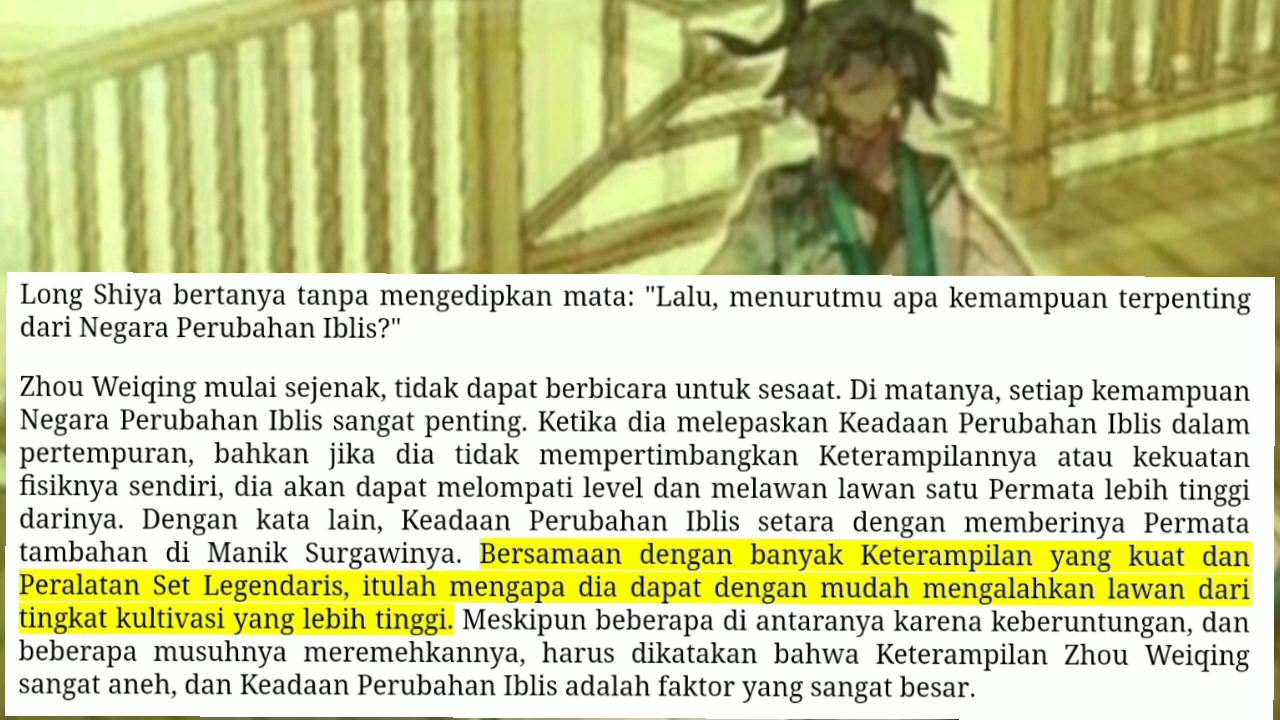 Long Shiya bertanya tanpa mengedipkan mata: "Lalu, menurutmu apa kemampuan terpenting
dari Negara Perubahan Iblis?"
Zhou Weiqing mulai sejenak, tidak dapat berbicara untuk sesaat. Di matanya, setiap kemampuan
Negara Perubahan Iblis sangat penting. Ketika dia melepaskan Keadaan Perubahan Iblis dalam
pertempuran, bahkan jika dia tidak mempertimbangkan Keterampilannya atau kekuatan
fisiknya sendiri, dia akan dapat melompati level dan melawan lawan satu Permata lebih tinggi
darinya. Dengan kata lain, Keadaan Perubahan Iblis setara dengan memberinya Permata
tambahan di Manik Surgawinya. Bersamaan dengan banyak Keterampilan yang kuat dan
Peralatan Set Legendaris, itulah mengapa dia dapat dengan mudah mengalahkan lawan dari
tingkat kultivasi yang lebih tinggi. Meskipun beberapa di antaranya karena keberuntungan, dan
beberapa musuhnya meremehkannya, harus dikatakan bahwa Keterampilan Zhou Weiqing
sangat aneh, dan Keadaan Perubahan Iblis adalah faktor yang sangat besar.